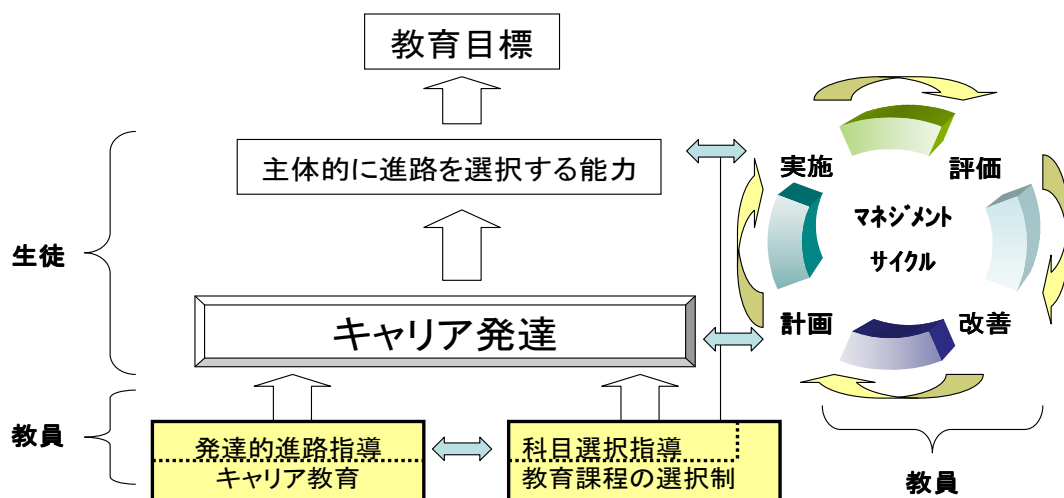 教育目標
主体的に進路を選択する能力
生徒
キャリア発達
教員
発達的進路指導
キャリア教育
科目選択指導
教育課程の選択制
実施
評価
マネジメント
サイクル
計画
改善
教員